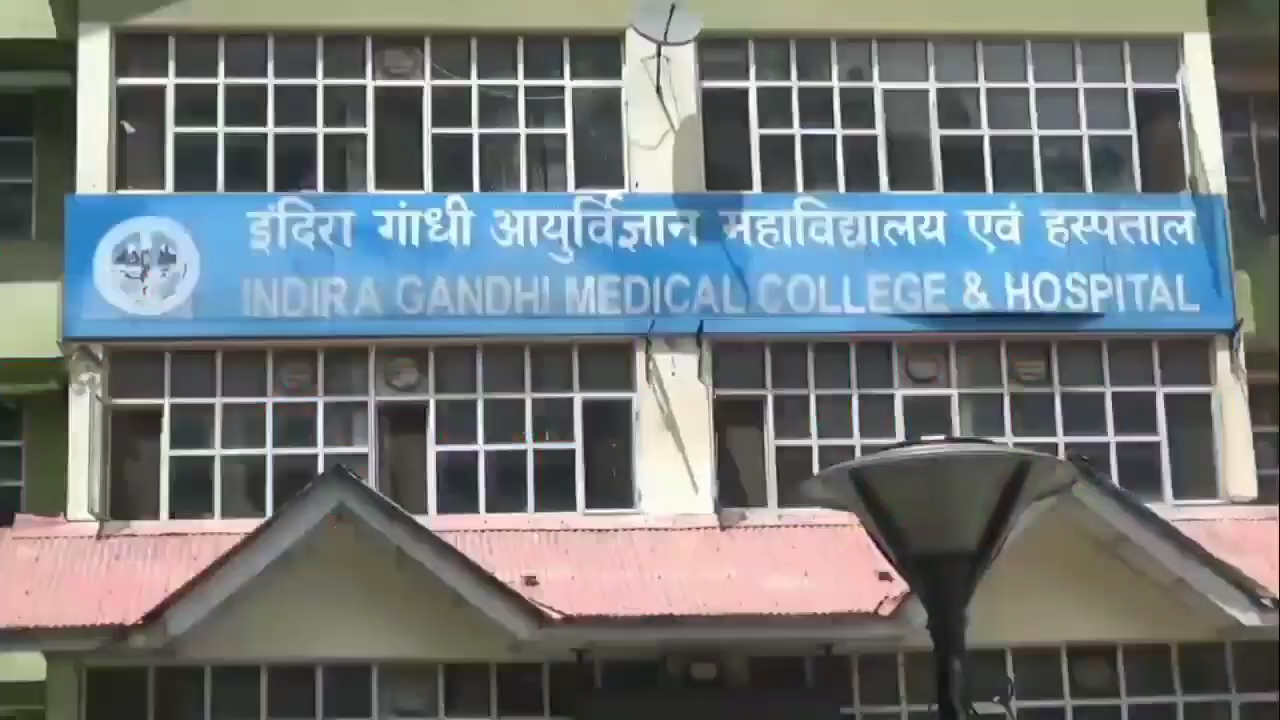 इंदिरा गांधी आयुर्विज्ञान महाविद्यालय एवं हस्पताल
INDIRA GANDHI MEDICAL COLLEGE & HOSPITAL